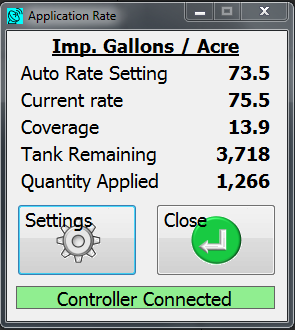 Application Rate
Imp. Gallons / Acre
Auto Rate Setting 73.5
Current rate 75.5
Coverage 13.9
Tank Remaining 3,718
Quantity Applied 1,266
Settings Close
Controller Connected